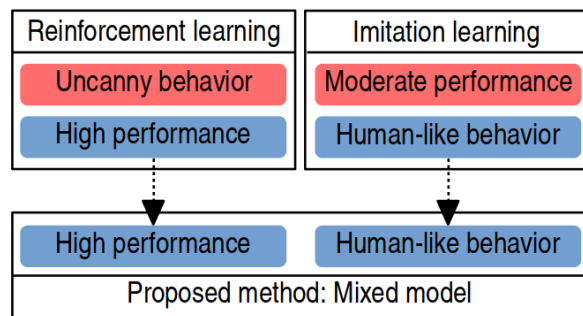 Reinforcement learning
Uncanny behavior
High performance
Imitation learning
Moderate performance
Human-like behavior
High performance
Human-like behavior
Proposed method: Mixed model